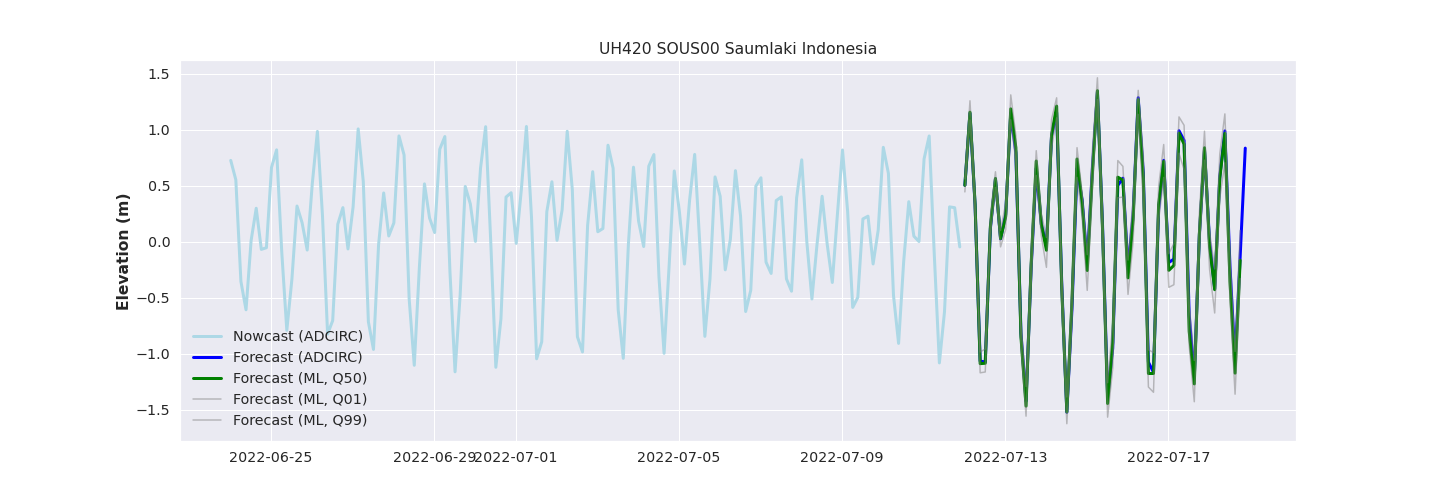 UH420 SOUS00 Saumlaki Indonesia
1.5
1.0
0.5
0.0
−0.5
−1.0
−1.5
Elevation (m)
Nowcast (ADCIRC)
Forecast (ADCIRC)
Forecast (ML, Q50)
Forecast (ML, Q01)
Forecast (ML, Q99)
2022-06-25 2022-06-29 2022-07-01 2022-07-05 2022-07-09 2022-07-13 2022-07-17